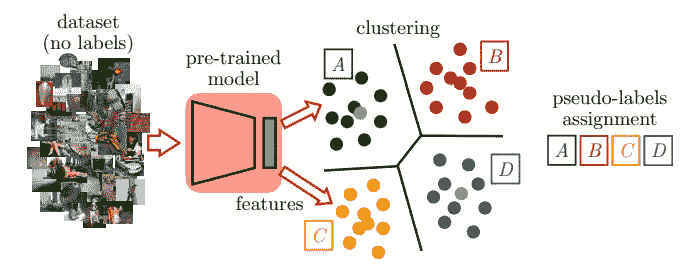 dataset
(no labels)
pre-trained
model
features
clustering
A
B
C
D
pseudo-labels
assignment
A B C D